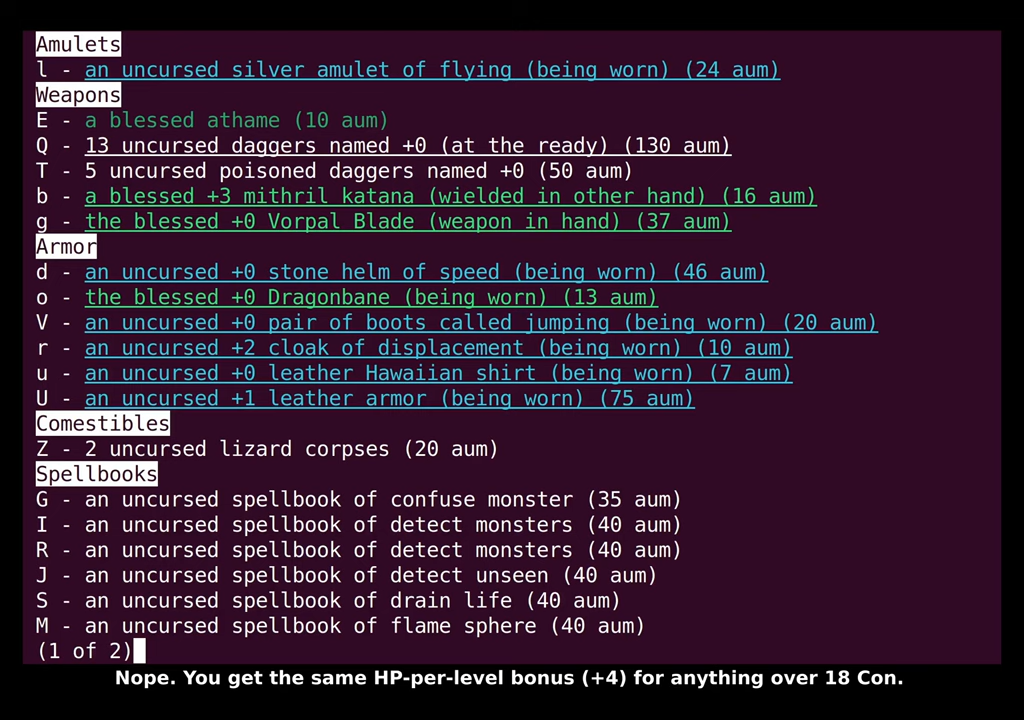 Amulets
l - an uncursed silver amulet of flying (being worn) (24 aum)
Weapons
E - a blessed athame (10 aum)
Q - 13 uncursed daggers named +0 (at the ready) (130 aum)
T - 5 uncursed poisoned daggers named +0 (50 aum)
b - a blessed +3 mithril katana (wielded in other hand) (16 aum)
g - the blessed +0 Vorpal Blade (weapon in hand) (37 aum)
Armor
d - an uncursed +0 stone helm of speed (being worn) (46 aum)
o - the blessed +0 Dragonbane (being worn) (13 aum)
V - an uncursed +0 pair of boots called jumping (being worn) (20 aum)
r - an uncursed +2 cloak of displacement (being worn) (10 aum)
u - an uncursed +0 leather Hawaiian shirt (being worn) (7 aum)
U - an uncursed +1 leather armor (being worn) (75 aum)
Comestibles
Z - 2 uncursed lizard corpses (20 aum)
Spellbooks
G - an uncursed spellbook of confuse monster (35 aum)
I - an uncursed spellbook of detect monsters (40 aum)
R - an uncursed spellbook of detect monsters (40 aum)
J - an uncursed spellbook of detect unseen (40 aum)
S - an uncursed spellbook of drain life (40 aum)
M - an uncursed spellbook of flame sphere (40 aum)
(1 of 2)
Nope. You get the same HP-per-level bonus (+4) for anything over 18 Con.